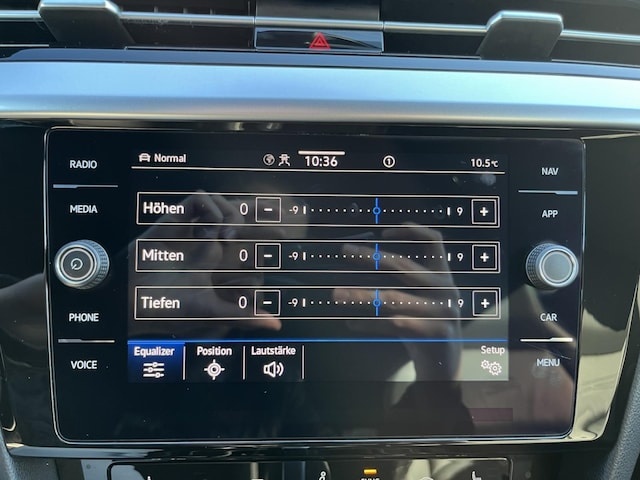 RADIO
MEDIA
PHONE
VOICE
Normal
10:36
1
10.5°C
Höhen 0 - -9 9 +
Mitten 0 - -9 9 +
Tiefen 0 - -9 9 +
Equalizer
Position
Lautstärke
Setup
NAV
APP
CAR
MENU